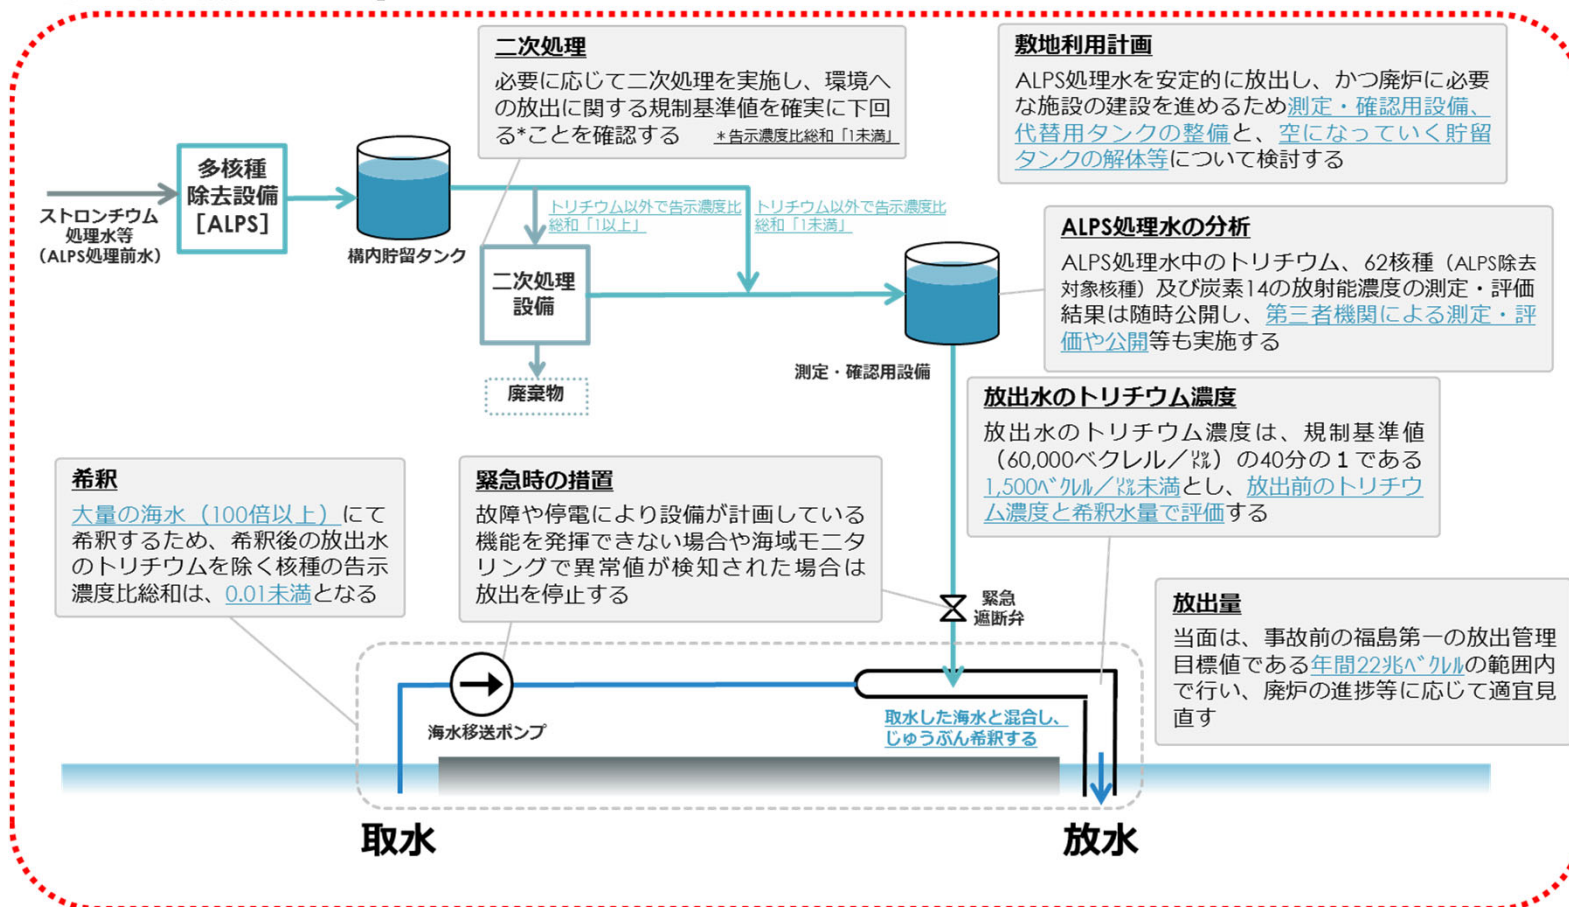 二次処理
必要に応じて二次処理を実施し、環境へ
の放出に関する規制基準値を確実に下回
る*ことを確認する　*告示濃度比総和「1未満」
敷地利用計画
ALPS処理水を安定的に放出し、かつ廃炉に必要
な施設の建設を進めるため測定・確認用設備、
代替用タンクの整備と、空になっていく貯留
タンクの解体等について検討する
多核種
除去設備
[ALPS]
ストロンチウム
処理水等
（ALPS処理前水）
構内貯留タンク
トリチウム以外で告示濃度比
総和「1以上」
トリチウム以外で告示濃度比
総和「1未満」
二次処理
設備
廃棄物
測定・確認用設備
ALPS処理水の分析
ALPS処理水中のトリチウム、62核種（ALPS除去
対象核種）及び炭素14の放射能濃度の測定・評価
結果は随時公開し、第三者機関による測定・評
価や公開等も実施する
放出水のトリチウム濃度
放出水のトリチウム濃度は、規制基準値
（60,000ベクレル／㍑）の40分の１である
1,500ﾍﾞｸﾚﾙ／㍑未満とし、放出前のトリチウ
ム濃度と希釈水量で評価する
希釈
大量の海水（100倍以上）にて
希釈するため、希釈後の放出水
のトリチウムを除く核種の告示
濃度比総和は、0.01未満となる
緊急時の措置
故障や停電により設備が計画している
機能を発揮できない場合や海域モニタ
リングで異常値が検知された場合は
放出を停止する
緊急
遮断弁
放出量
当面は、事故前の福島第一の放出管理
目標値である年間22兆ﾍﾞｸﾚﾙの範囲内
で行い、廃炉の進捗等に応じて適宜見
直す
海水移送ポンプ
取水した海水と混合し、
じゅうぶん希釈する
取水
放水